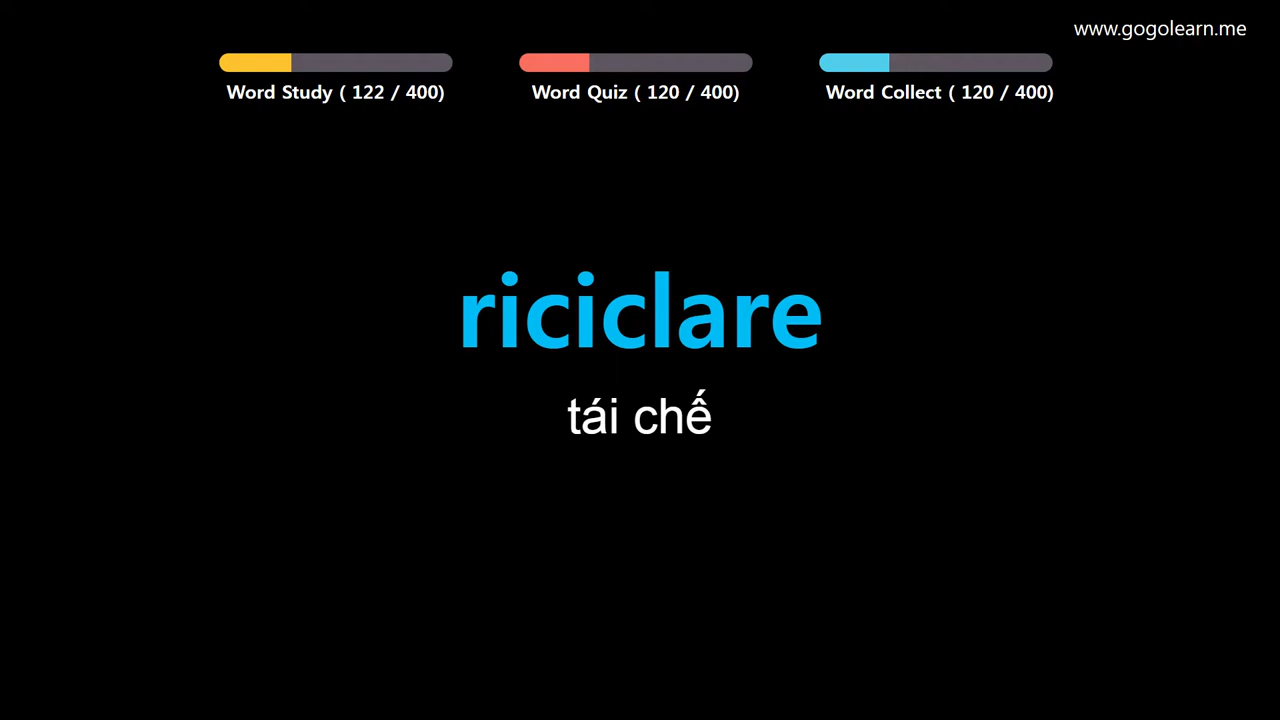 www.gogolearn.me
Word Study ( 122 / 400)
Word Quiz ( 120 / 400)
Word Collect ( 120 / 400)
riciclare
tái chế